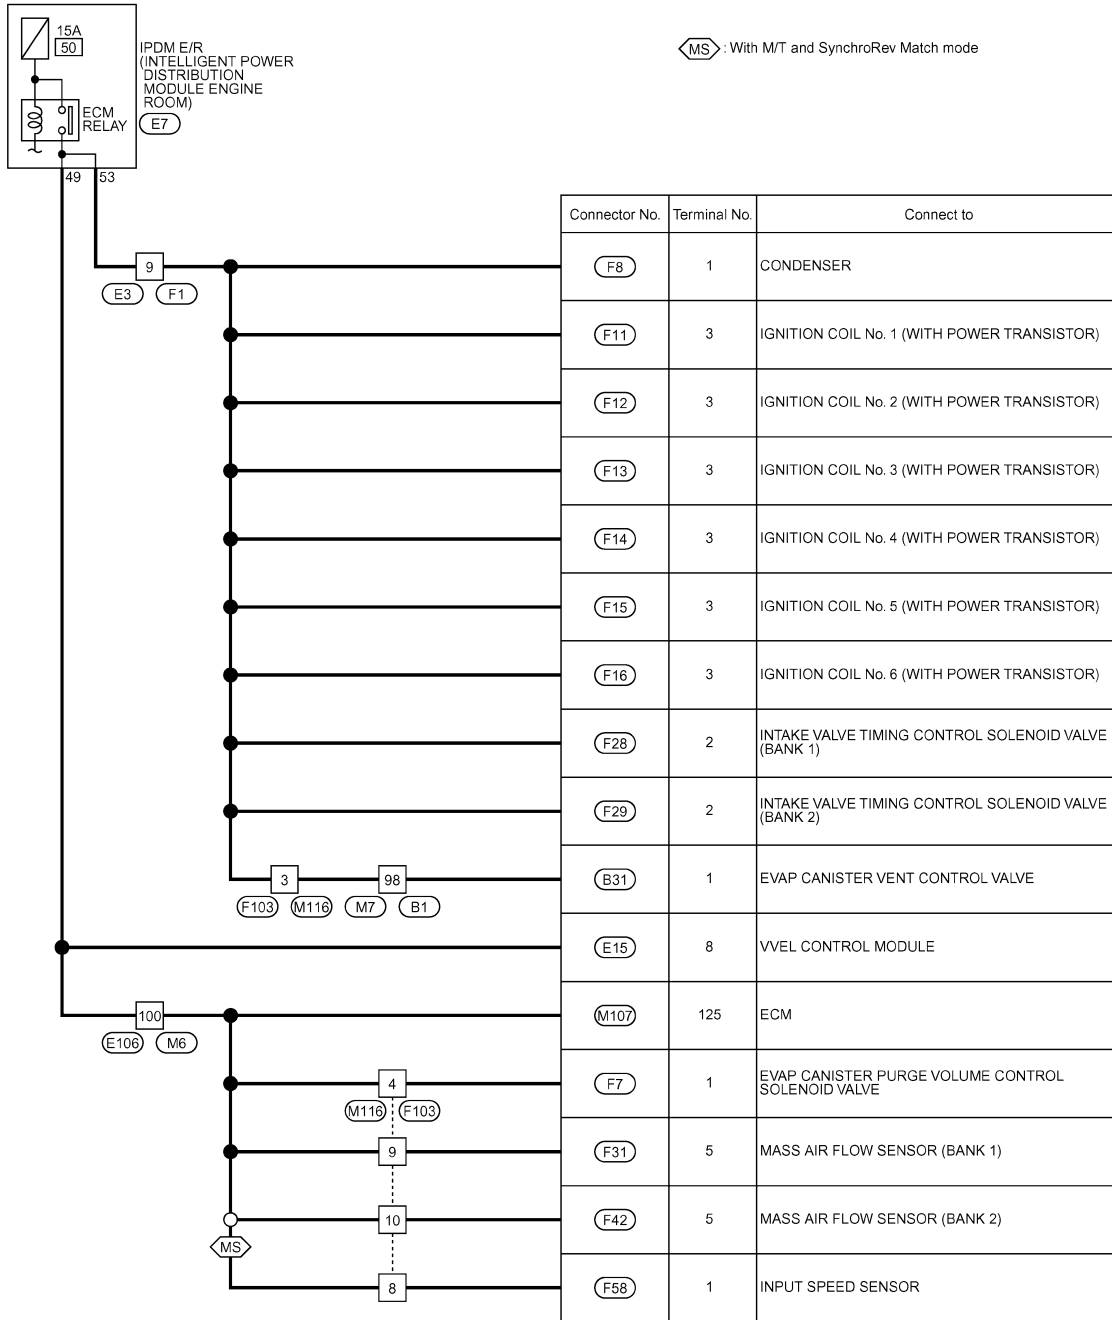 15A
50
IPDM E/R
(INTELLIGENT POWER
DISTRIBUTION
MODULE ENGINE
ROOM)
E7
ECM
RELAY
49
53
MS : With M/T and SynchroRev Match mode
Connector No. Terminal No. Connect to
9
E3 F1
F8 1 CONDENSER
F11 3 IGNITION COIL No. 1 (WITH POWER TRANSISTOR)
F12 3 IGNITION COIL No. 2 (WITH POWER TRANSISTOR)
F13 3 IGNITION COIL No. 3 (WITH POWER TRANSISTOR)
F14 3 IGNITION COIL No. 4 (WITH POWER TRANSISTOR)
F15 3 IGNITION COIL No. 5 (WITH POWER TRANSISTOR)
F16 3 IGNITION COIL No. 6 (WITH POWER TRANSISTOR)
F28 2 INTAKE VALVE TIMING CONTROL SOLENOID VALVE
(BANK 1)
F29 2 INTAKE VALVE TIMING CONTROL SOLENOID VALVE
(BANK 2)
3 98
F103 M116 M7 B1
B31 1 EVAP CANISTER VENT CONTROL VALVE
E15 8 VVEL CONTROL MODULE
100
E106 M6
M107 125 ECM
4
M116 F103
F7 1 EVAP CANISTER PURGE VOLUME CONTROL
SOLENOID VALVE
9
F31 5 MASS AIR FLOW SENSOR (BANK 1)
10
F42 5 MASS AIR FLOW SENSOR (BANK 2)
MS
8
F58 1 INPUT SPEED SENSOR